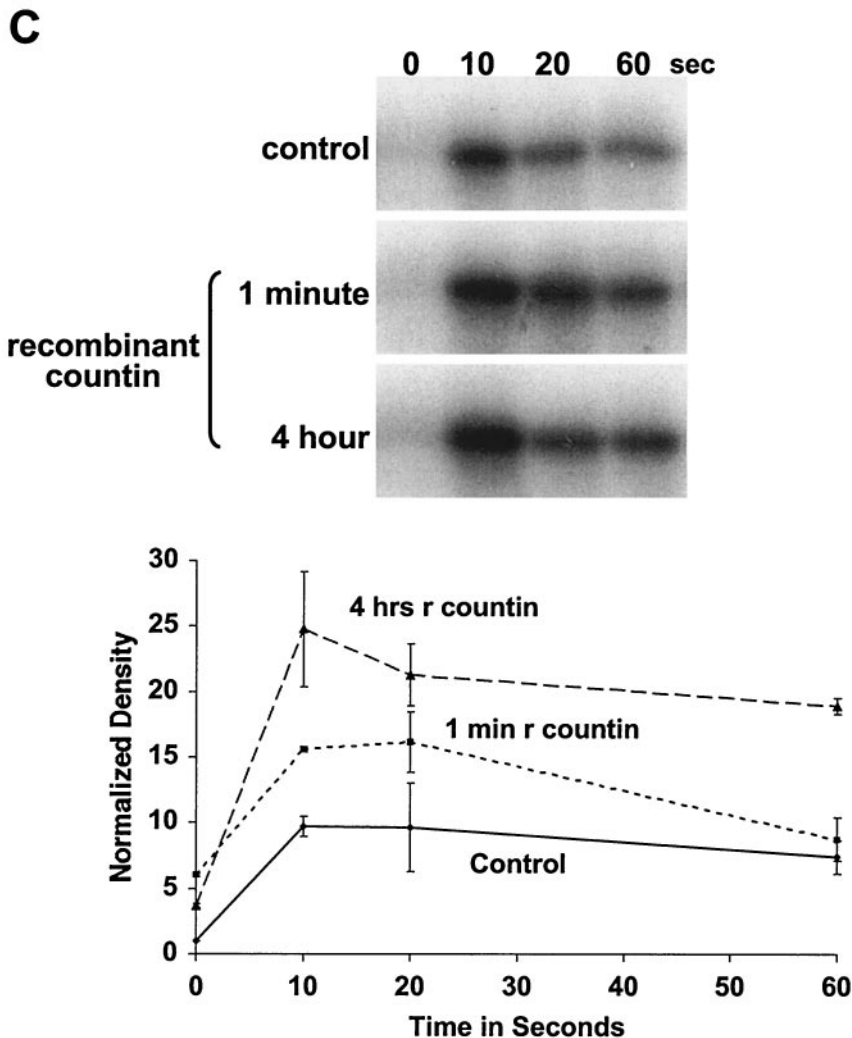 C
0 10 20 60 sec
control
recombinant
countin
1 minute
4 hour
30
25
20
15
10
5
0
Normalized Density
4 hrs r countin
1 min r countin
Control
0 10 20 30 40 50 60
Time in Seconds